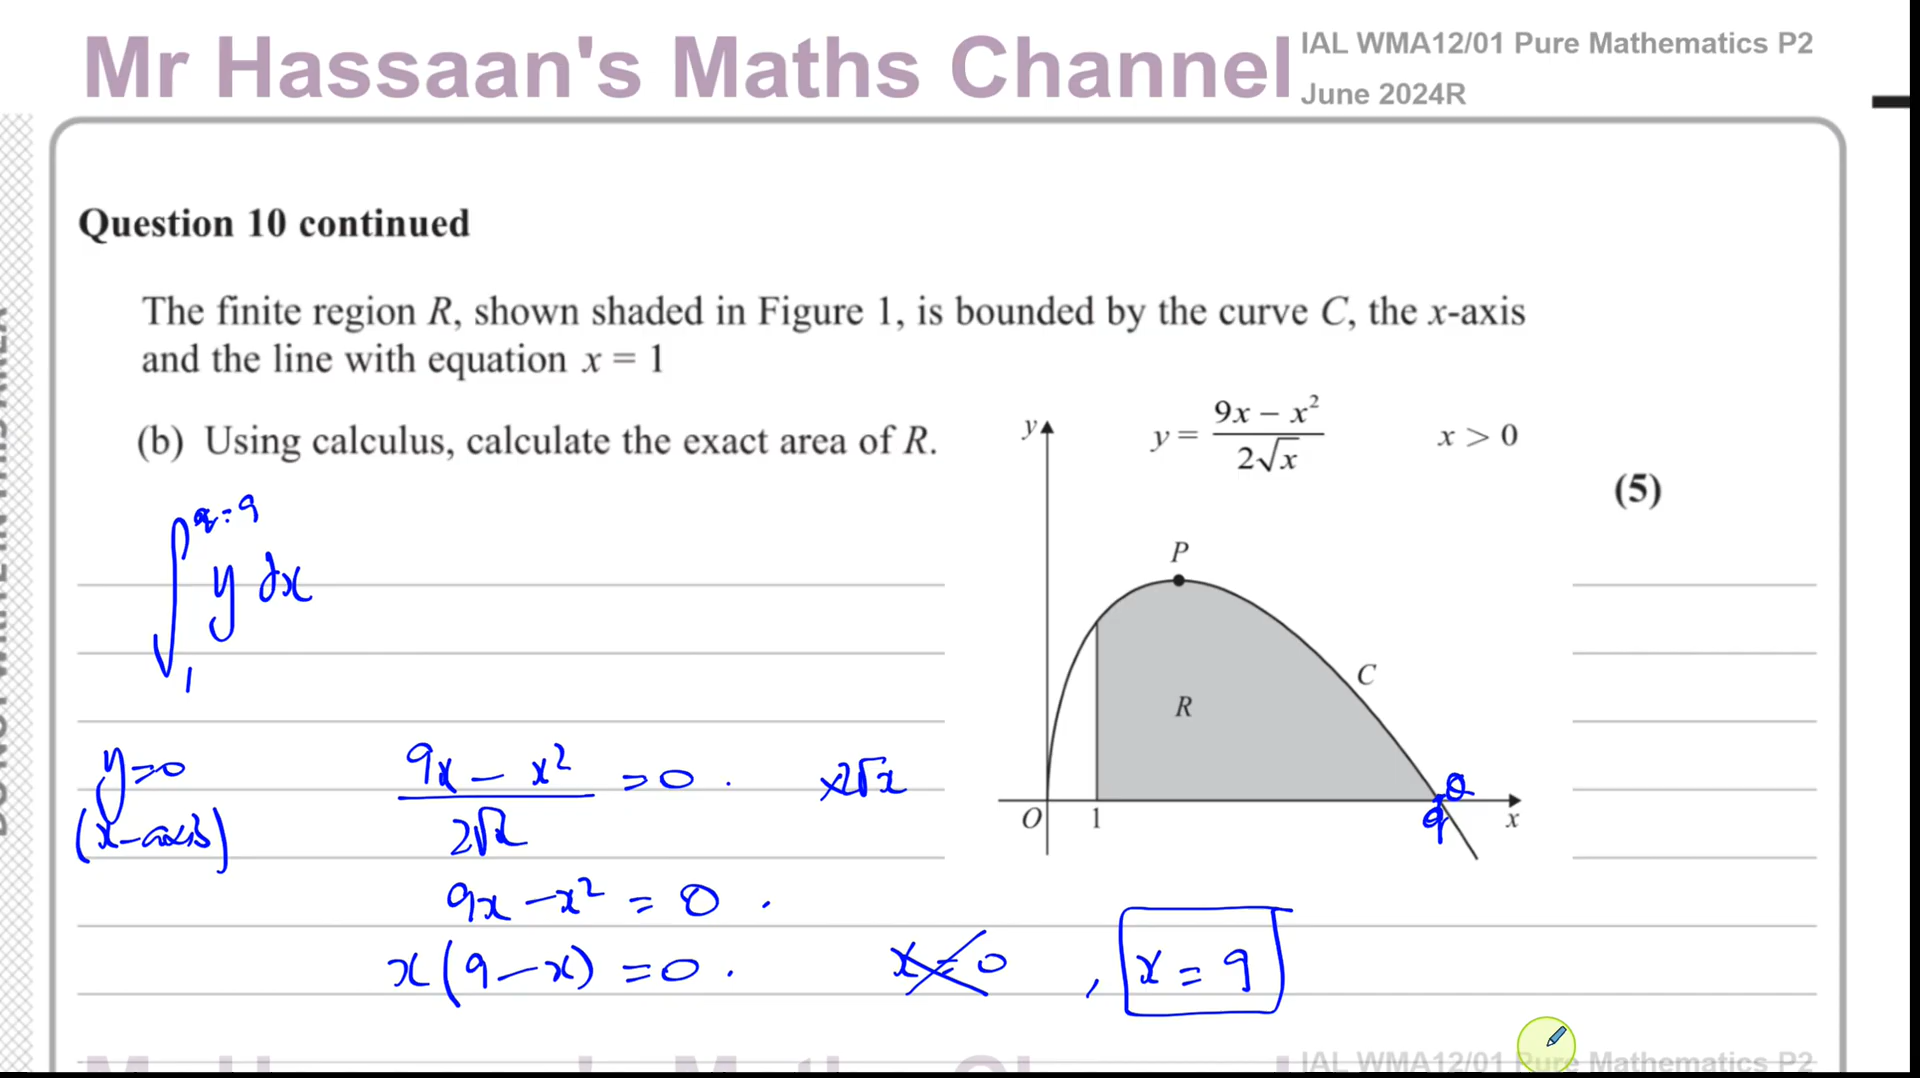 Mr Hassaan's Maths Channel
IAL WMA12/01 Pure Mathematics P2
June 2024R
Question 10 continued
The finite region R, shown shaded in Figure 1, is bounded by the curve C, the x-axis
and the line with equation x = 1
(b) Using calculus, calculate the exact area of R.
y = (9x − x²)/(2√x)  x > 0
(5)
∫₁^(x=9) y dx
y
P
C
R
O
1
9
x
y=0
(x-axis)
(9x − x²)/(2√x) = 0 .  ×2√x
9x − x² = 0 .
x(9 − x) = 0 .  x=0 , x = 9
IAL WMA12/01 Pure Mathematics P2